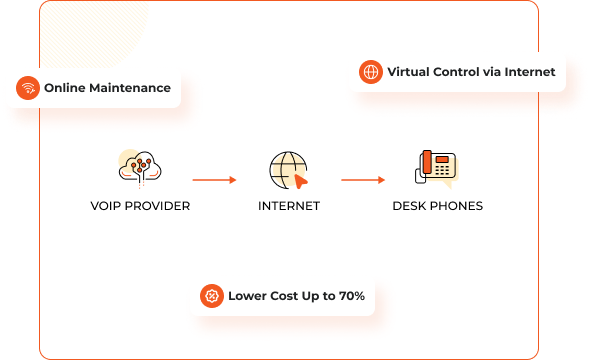 Virtual Control via Internet
Online Maintenance
VOIP PROVIDER
INTERNET
DESK PHONES
Lower Cost Up to 70%